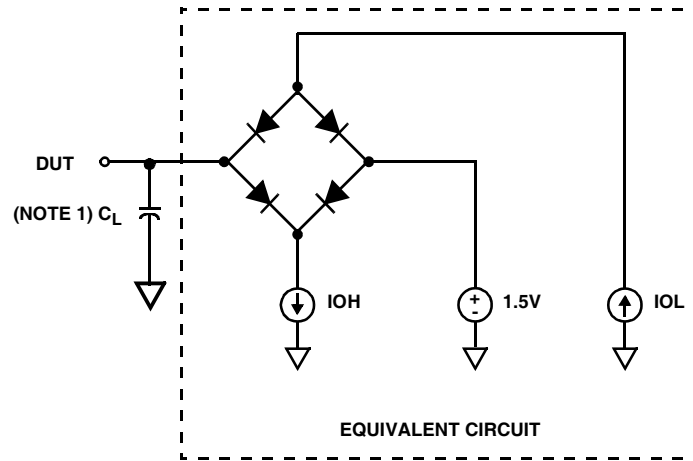 DUT
(NOTE 1) CL
IOH
+
-
1.5V
IOL
EQUIVALENT CIRCUIT